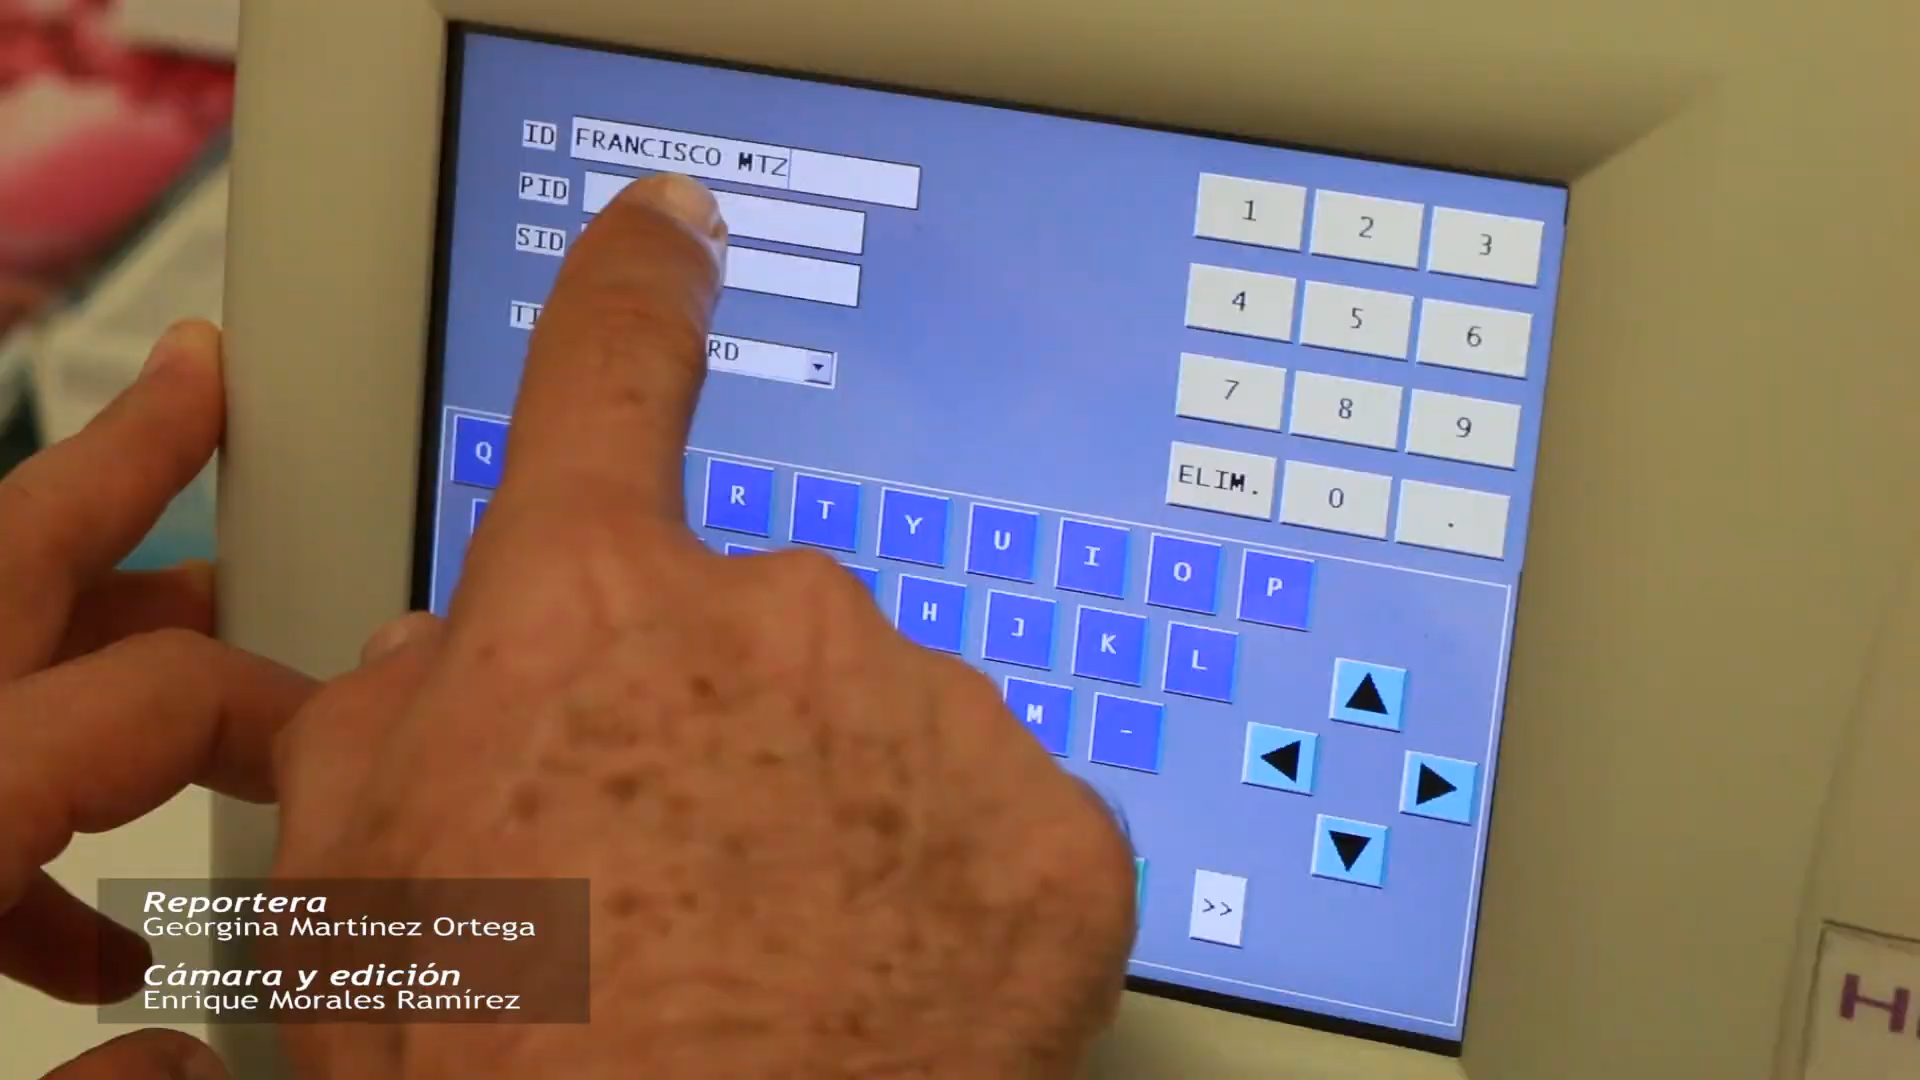 ID FRANCISCO MTZ
PID
SID
RD
1 2 3
4 5 6
7 8 9
ELIM. 0 .
Q R T Y U I O P
H J K L
M -
>>
Reportera
Georgina Martínez Ortega
Cámara y edición
Enrique Morales Ramírez